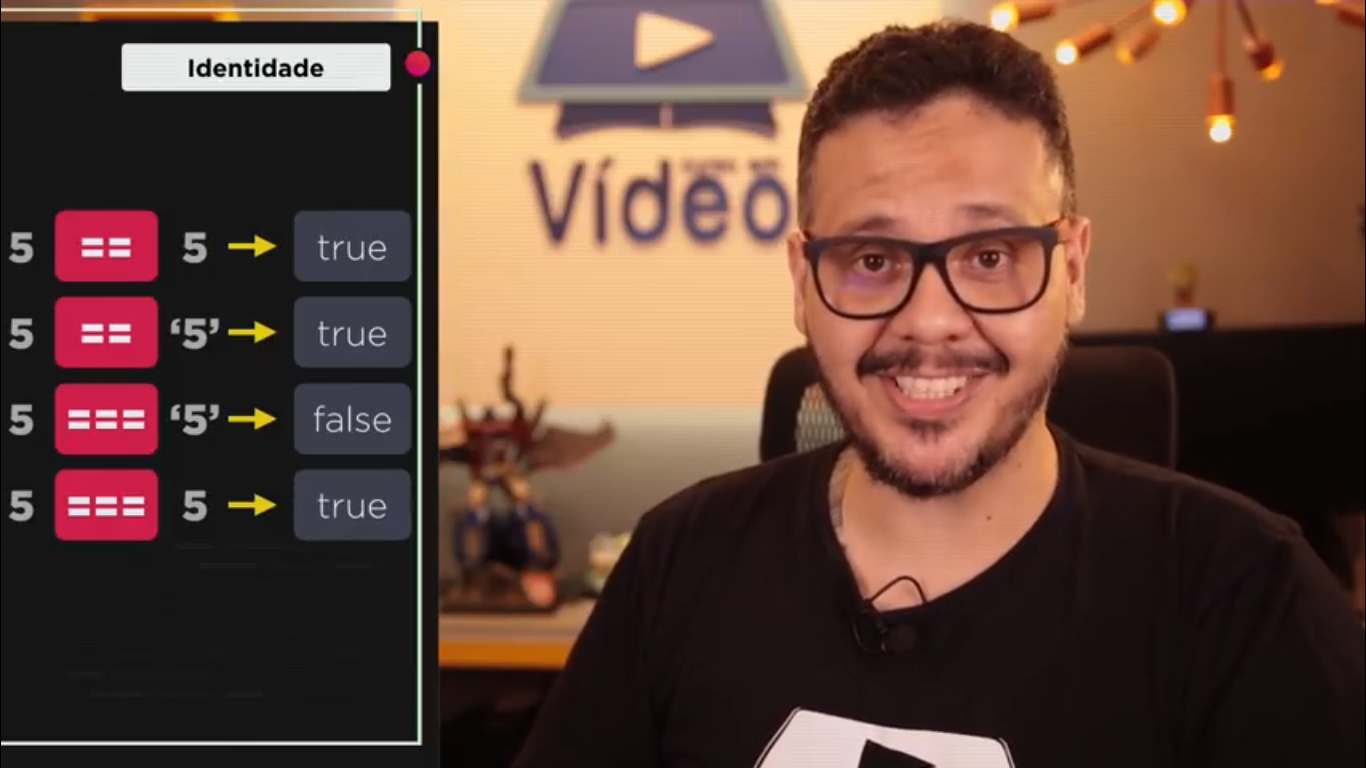 Identidade
5 == 5 → true
5 == ‘5’ → true
5 === ‘5’ → false
5 === 5 → true
Vídeo